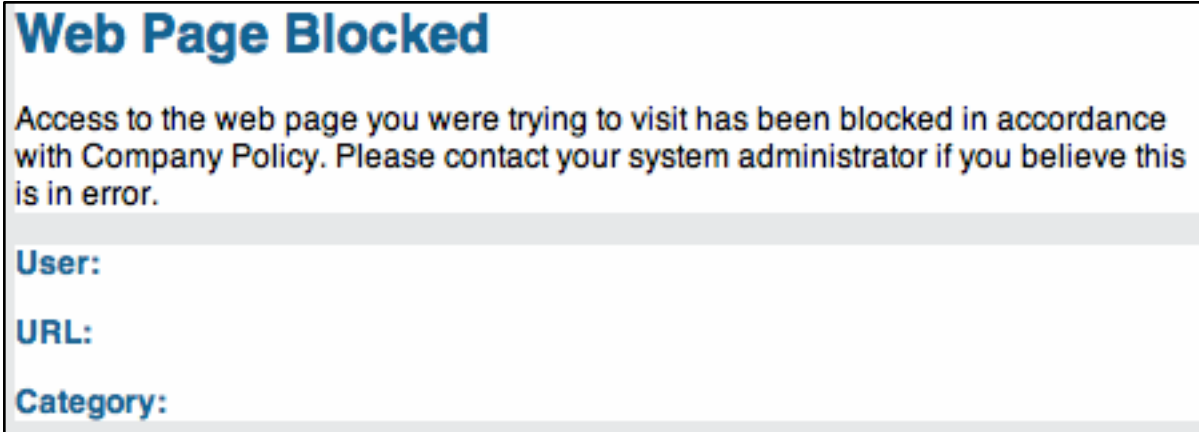 Web Page Blocked
Access to the web page you were trying to visit has been blocked in accordance
with Company Policy. Please contact your system administrator if you believe this
is in error.
User:
URL:
Category: